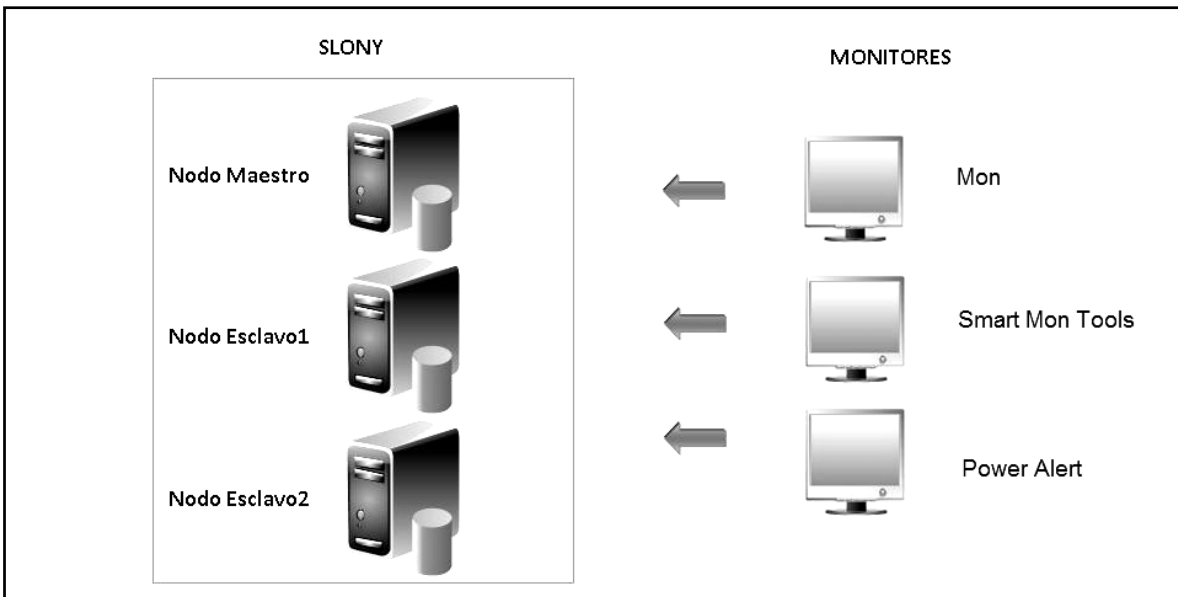 SLONY
MONITORES
Nodo Maestro
Mon
Nodo Esclavo1
Smart Mon Tools
Nodo Esclavo2
Power Alert